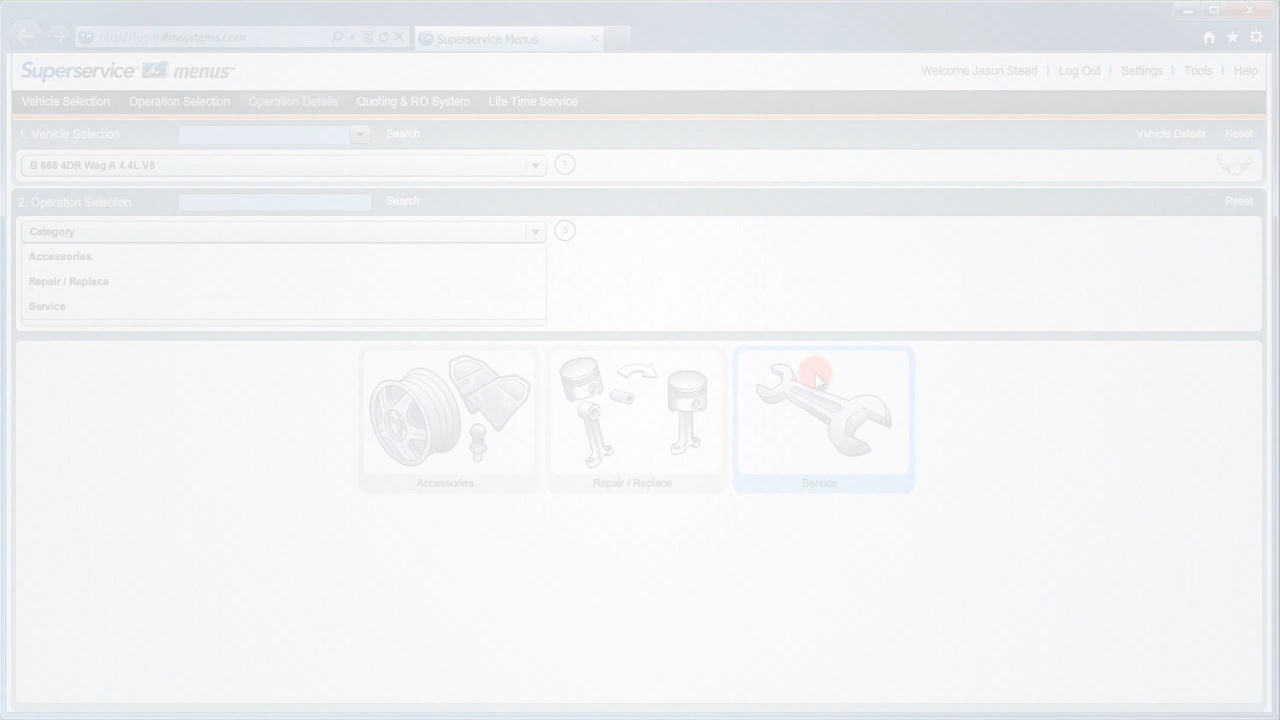 http://login.ifmsystems.com
Superservice Menus
Superservice menus
Welcome Jason Stead
Log Out
Settings
Tools
Help
Vehicle Selection
Operation Selection
Operation Details
Quoting & RO System
Life Time Service
1. Vehicle Selection
Search
Vehicle Details
Reset
B 868 4DR Wag A 4.4L V8
1
2. Operation Selection
Search
Reset
Category
3
Accessories
Repair / Replace
Service
Accessories
Repair / Replace
Service